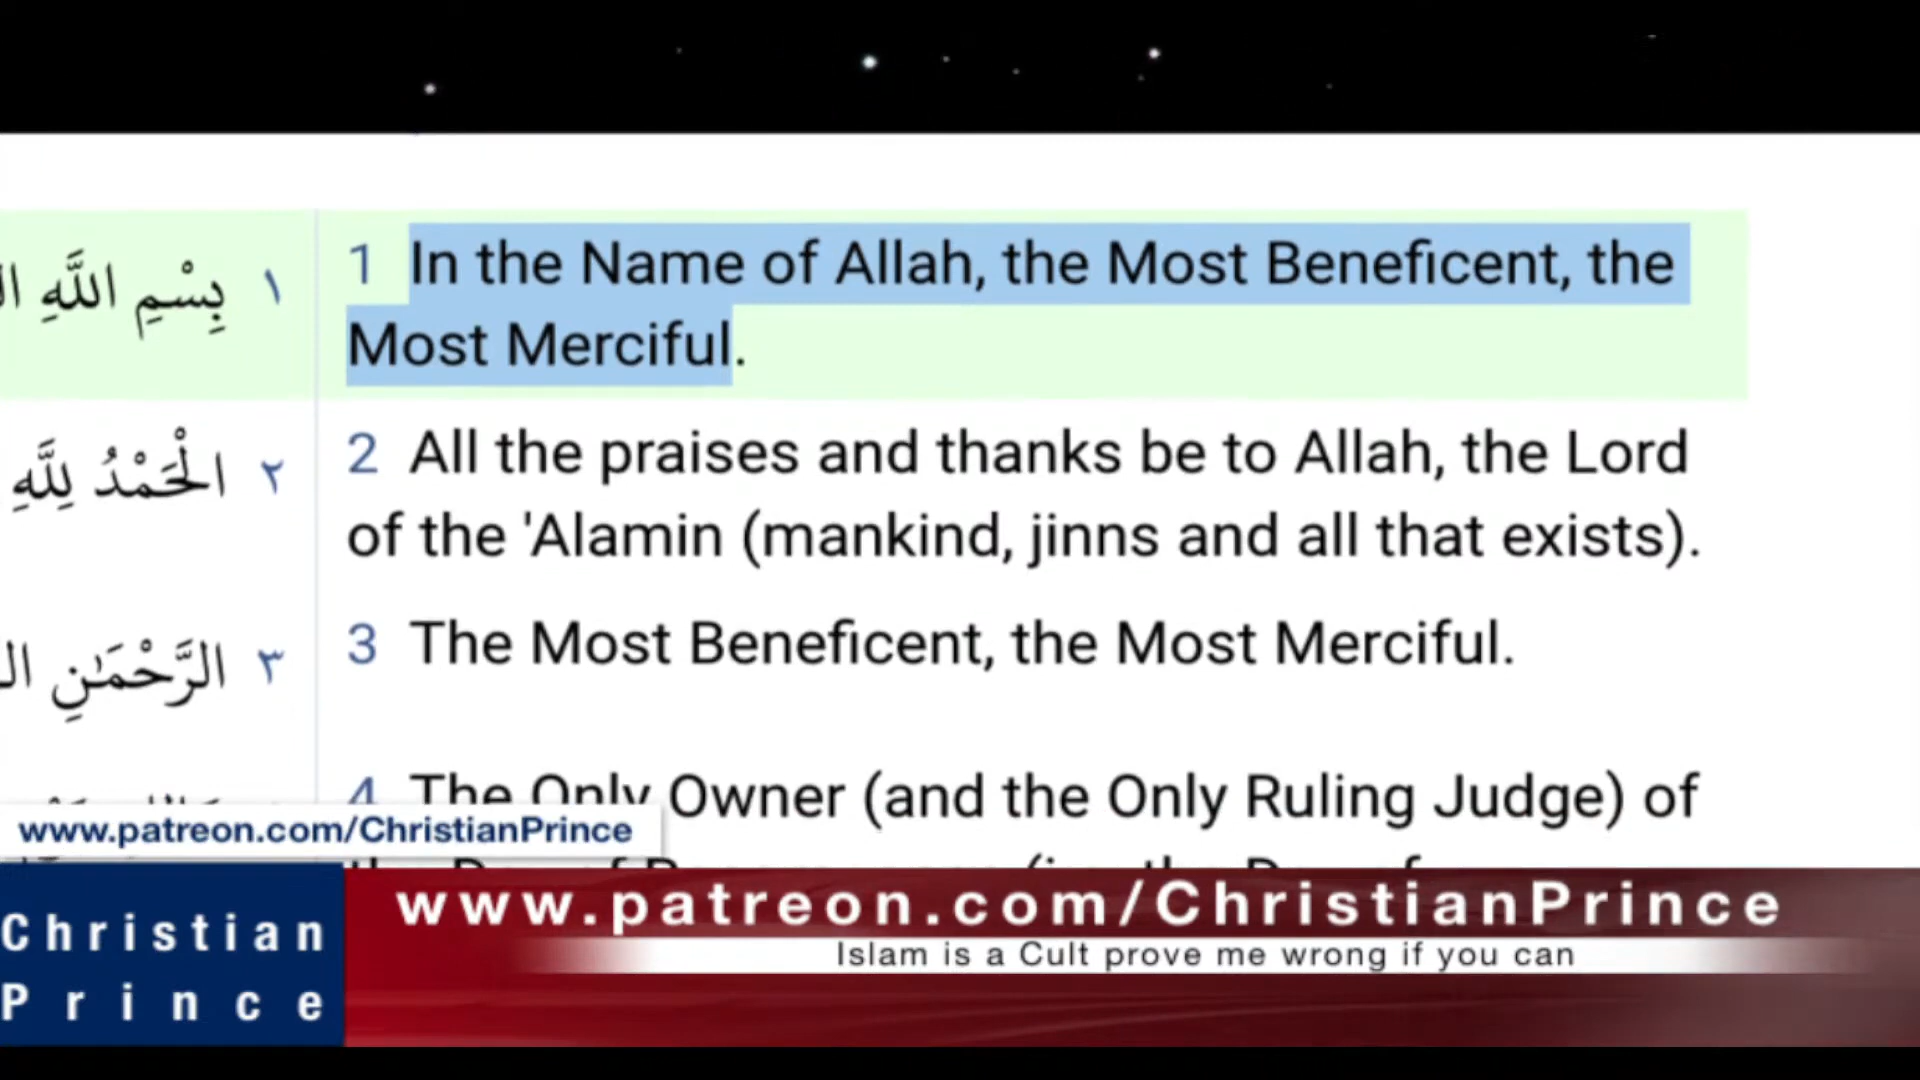 بِسْمِ اللَّهِ
١
1 In the Name of Allah, the Most Beneficent, the
Most Merciful.
الْحَمْدُ لِلَّهِ
٢
2 All the praises and thanks be to Allah, the Lord
of the 'Alamin (mankind, jinns and all that exists).
الرَّحْمَٰنِ
٣
3 The Most Beneficent, the Most Merciful.
4 The Only Owner (and the Only Ruling Judge) of
www.patreon.com/ChristianPrince
Christian
Prince
www.patreon.com/ChristianPrince
Islam is a Cult prove me wrong if you can